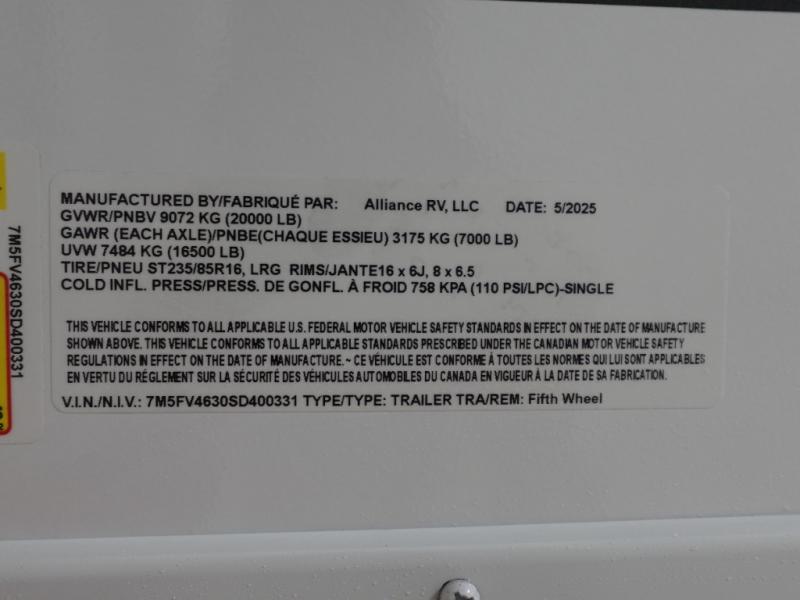 MANUFACTURED BY/FABRIQUÉ PAR: Alliance RV, LLC DATE: 5/2025
GVWR/PNBV 9072 KG (20000 LB)
GAWR (EACH AXLE)/PNBE(CHAQUE ESSIEU) 3175 KG (7000 LB)
UVW 7484 KG (16500 LB)
TIRE/PNEU ST235/85R16, LRG RIMS/JANTE16 x 6J, 8 x 6.5
COLD INFL. PRESS/PRESS. DE GONFL. À FROID 758 KPA (110 PSI/LPC)-SINGLE
THIS VEHICLE CONFORMS TO ALL APPLICABLE U.S. FEDERAL MOTOR VEHICLE SAFETY STANDARDS IN EFFECT ON THE DATE OF MANUFACTURE
SHOWN ABOVE. THIS VEHICLE CONFORMS TO ALL APPLICABLE STANDARDS PRESCRIBED UNDER THE CANADIAN MOTOR VEHICLE SAFETY
REGULATIONS IN EFFECT ON THE DATE OF MANUFACTURE.~ CE VÉHICULE EST CONFORME À TOUTES LES NORMES QUI LUI SONT APPLICABLES
EN VERTU DU RÉGLEMENT SUR LA SÉCURITÉ DES VÉHICULES AUTOMOBILES DU CANADA EN VIGUEUR À LA DATE DE SA FABRICATION.
V.I.N./N.I.V.: 7M5FV4630SD400331 TYPE/TYPE: TRAILER TRA/REM: Fifth Wheel
7M5FV4630SD400331